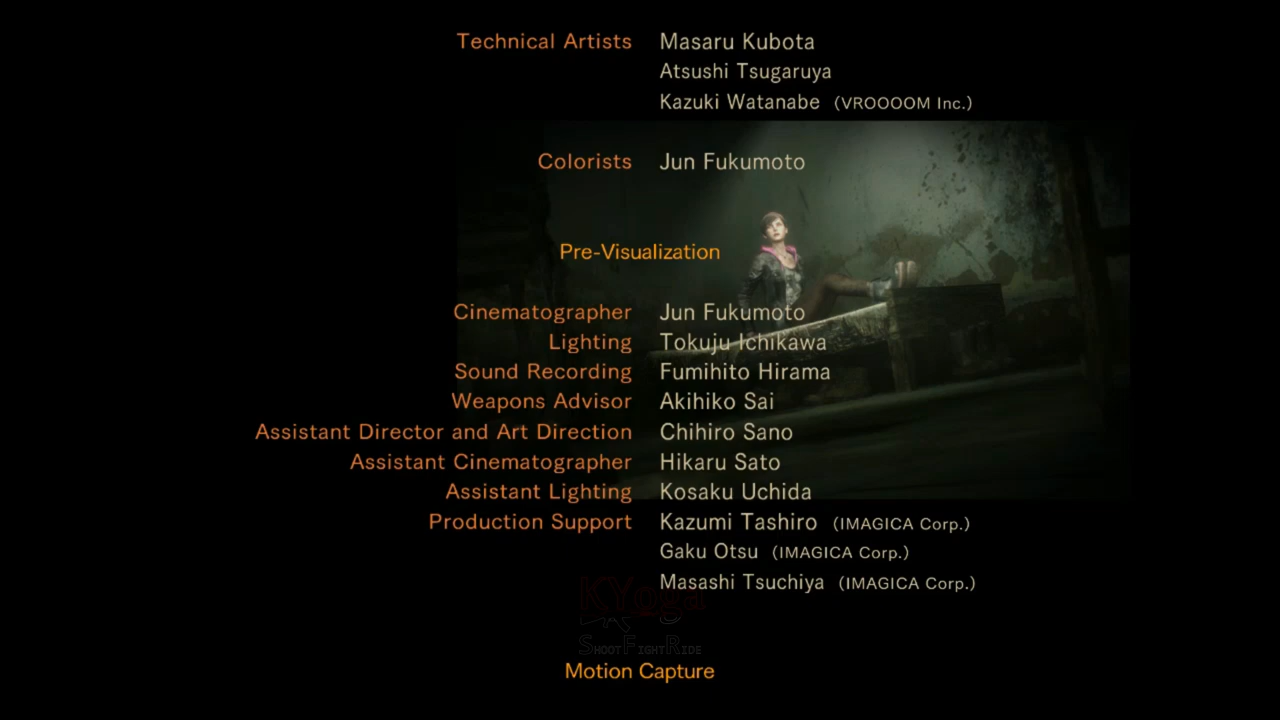 Technical Artists Masaru Kubota
Atsushi Tsugaruya
Kazuki Watanabe (VROOOOM Inc.)
Colorists Jun Fukumoto
Pre-Visualization
Cinematographer Jun Fukumoto
Lighting Tokuju Ichikawa
Sound Recording Fumihito Hirama
Weapons Advisor Akihiko Sai
Assistant Director and Art Direction Chihiro Sano
Assistant Cinematographer Hikaru Sato
Assistant Lighting Kosaku Uchida
Production Support Kazumi Tashiro (IMAGICA Corp.)
Gaku Otsu (IMAGICA Corp.)
Masashi Tsuchiya (IMAGICA Corp.)
KYoga
ShootFightRide
Motion Capture